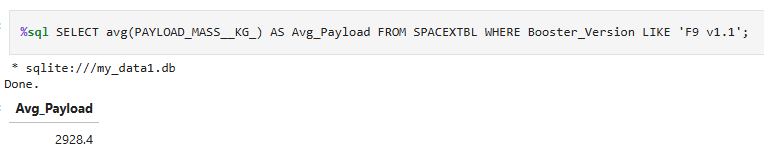 %sql SELECT avg(PAYLOAD_MASS__KG_) AS Avg_Payload FROM SPACEXTBL WHERE Booster_Version LIKE 'F9 v1.1';
* sqlite:///my_data1.db
Done.
Avg_Payload
2928.4